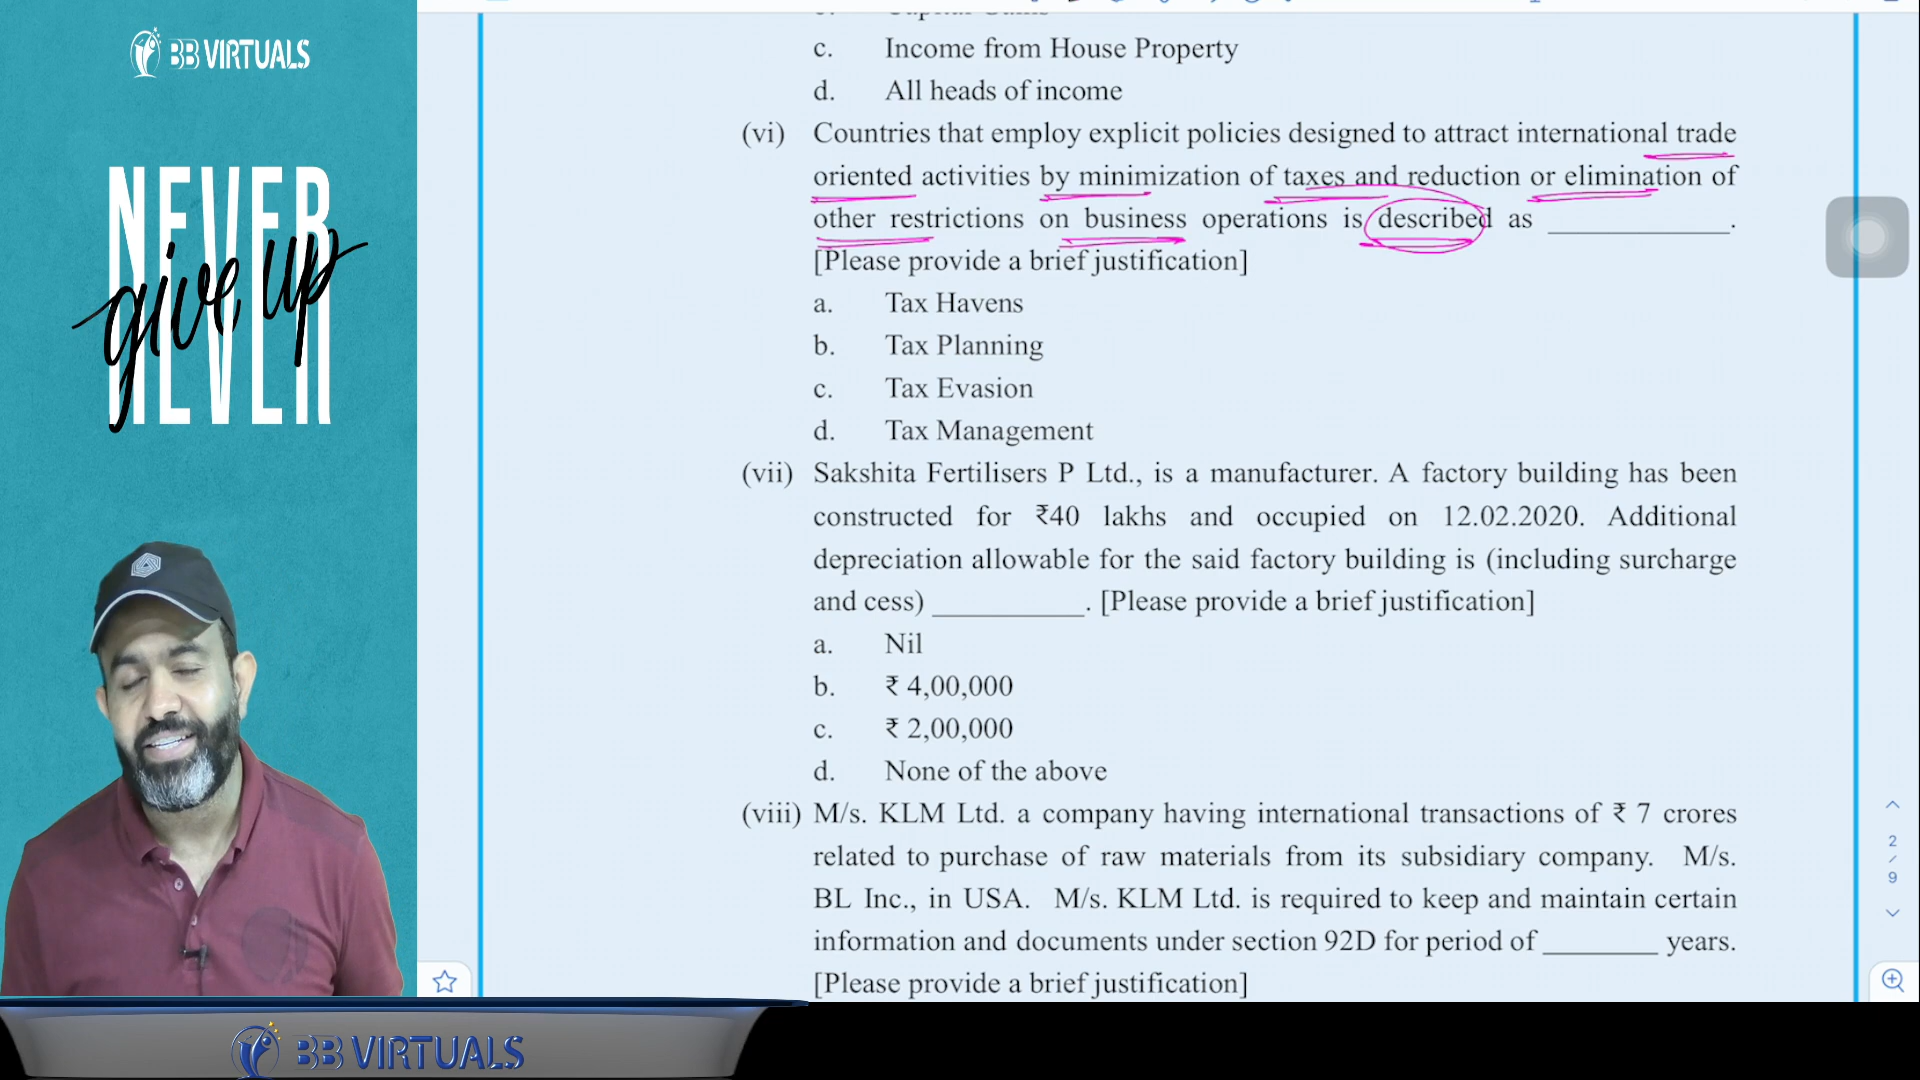 BB VIRTUALS
NEVER
give up
NEVER
c. Income from House Property
d. All heads of income
(vi) Countries that employ explicit policies designed to attract international trade
oriented activities by minimization of taxes and reduction or elimination of
other restrictions on business operations is described as ____________.
[Please provide a brief justification]
a. Tax Havens
b. Tax Planning
c. Tax Evasion
d. Tax Management
(vii) Sakshita Fertilisers P Ltd., is a manufacturer. A factory building has been
constructed for ₹40 lakhs and occupied on 12.02.2020. Additional
depreciation allowable for the said factory building is (including surcharge
and cess) __________. [Please provide a brief justification]
a. Nil
b. ₹ 4,00,000
c. ₹ 2,00,000
d. None of the above
(viii) M/s. KLM Ltd. a company having international transactions of ₹ 7 crores
related to purchase of raw materials from its subsidiary company. M/s.
BL Inc., in USA. M/s. KLM Ltd. is required to keep and maintain certain
information and documents under section 92D for period of ________ years.
[Please provide a brief justification]
2
/
9
BB VIRTUALS